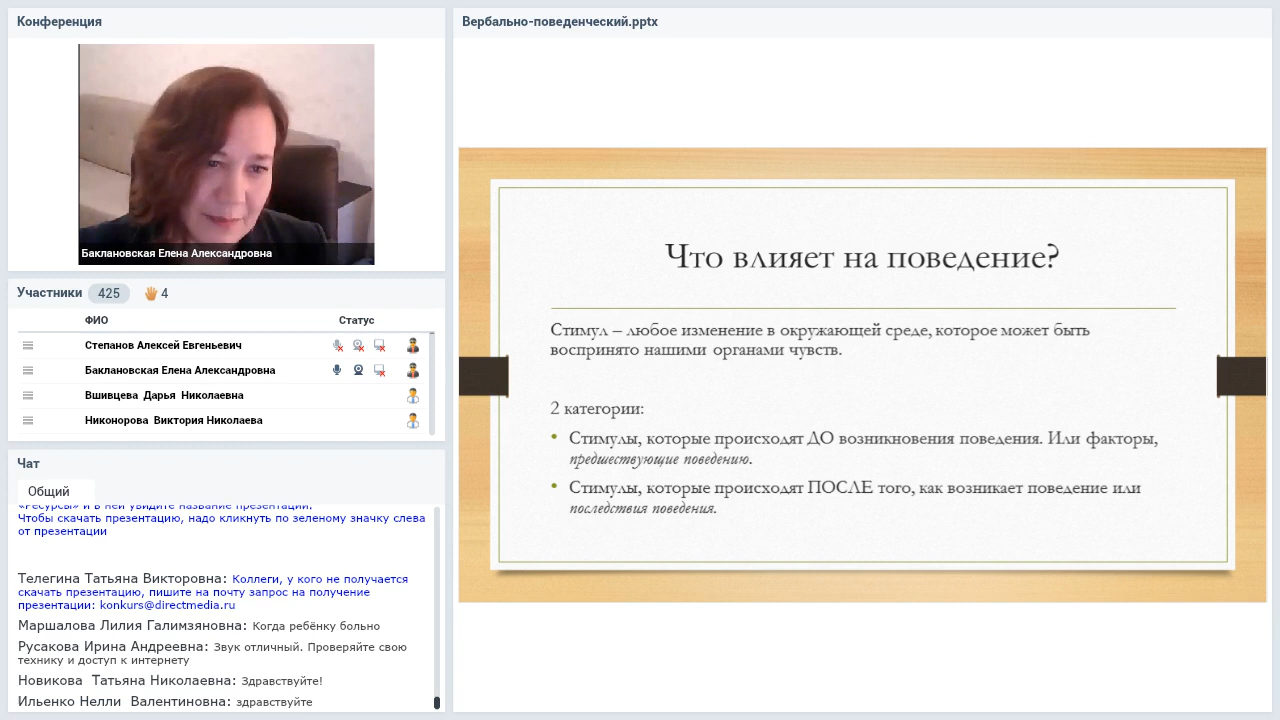 Конференция
Баклановская Елена Александровна
Участники 425 4
ФИО Статус
Степанов Алексей Евгеньевич
Баклановская Елена Александровна
Вшивцева Дарья Николаевна
Никонорова Виктория Николаева
Чат
Общий
«Ресурсы» и в ней увидите название презентации.
Чтобы скачать презентацию, надо кликнуть по зеленому значку слева
от презентации
Телегина Татьяна Викторовна: Коллеги, у кого не получается
скачать презентацию, пишите на почту запрос на получение
презентации: konkurs@directmedia.ru
Маршалова Лилия Галимзяновна: Когда ребёнку больно
Русакова Ирина Андреевна: Звук отличный. Проверяйте свою
технику и доступ к интернету
Новикова Татьяна Николаевна: Здравствуйте!
Ильенко Нелли Валентиновна: здравствуйте
Вербально-поведенческий.pptx
Что влияет на поведение?
Стимул – любое изменение в окружающей среде, которое может быть
воспринято нашими органами чувств.
2 категории:
• Стимулы, которые происходят ДО возникновения поведения. Или факторы,
предшествующие поведению.
• Стимулы, которые происходят ПОСЛЕ того, как возникает поведение или
последствия поведения.